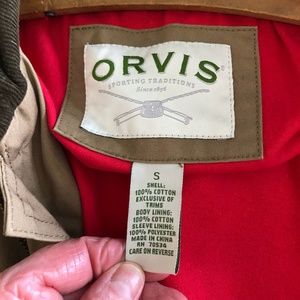 ORVIS
SPORTING TRADITIONS
Since 1856
S
SHELL:
100% COTTON
EXCLUSIVE OF
TRIMS
BODY LINING:
100% COTTON
SLEEVE LINING:
100% POLYESTER
MADE IN CHINA
RN 70534
CARE ON REVERSE